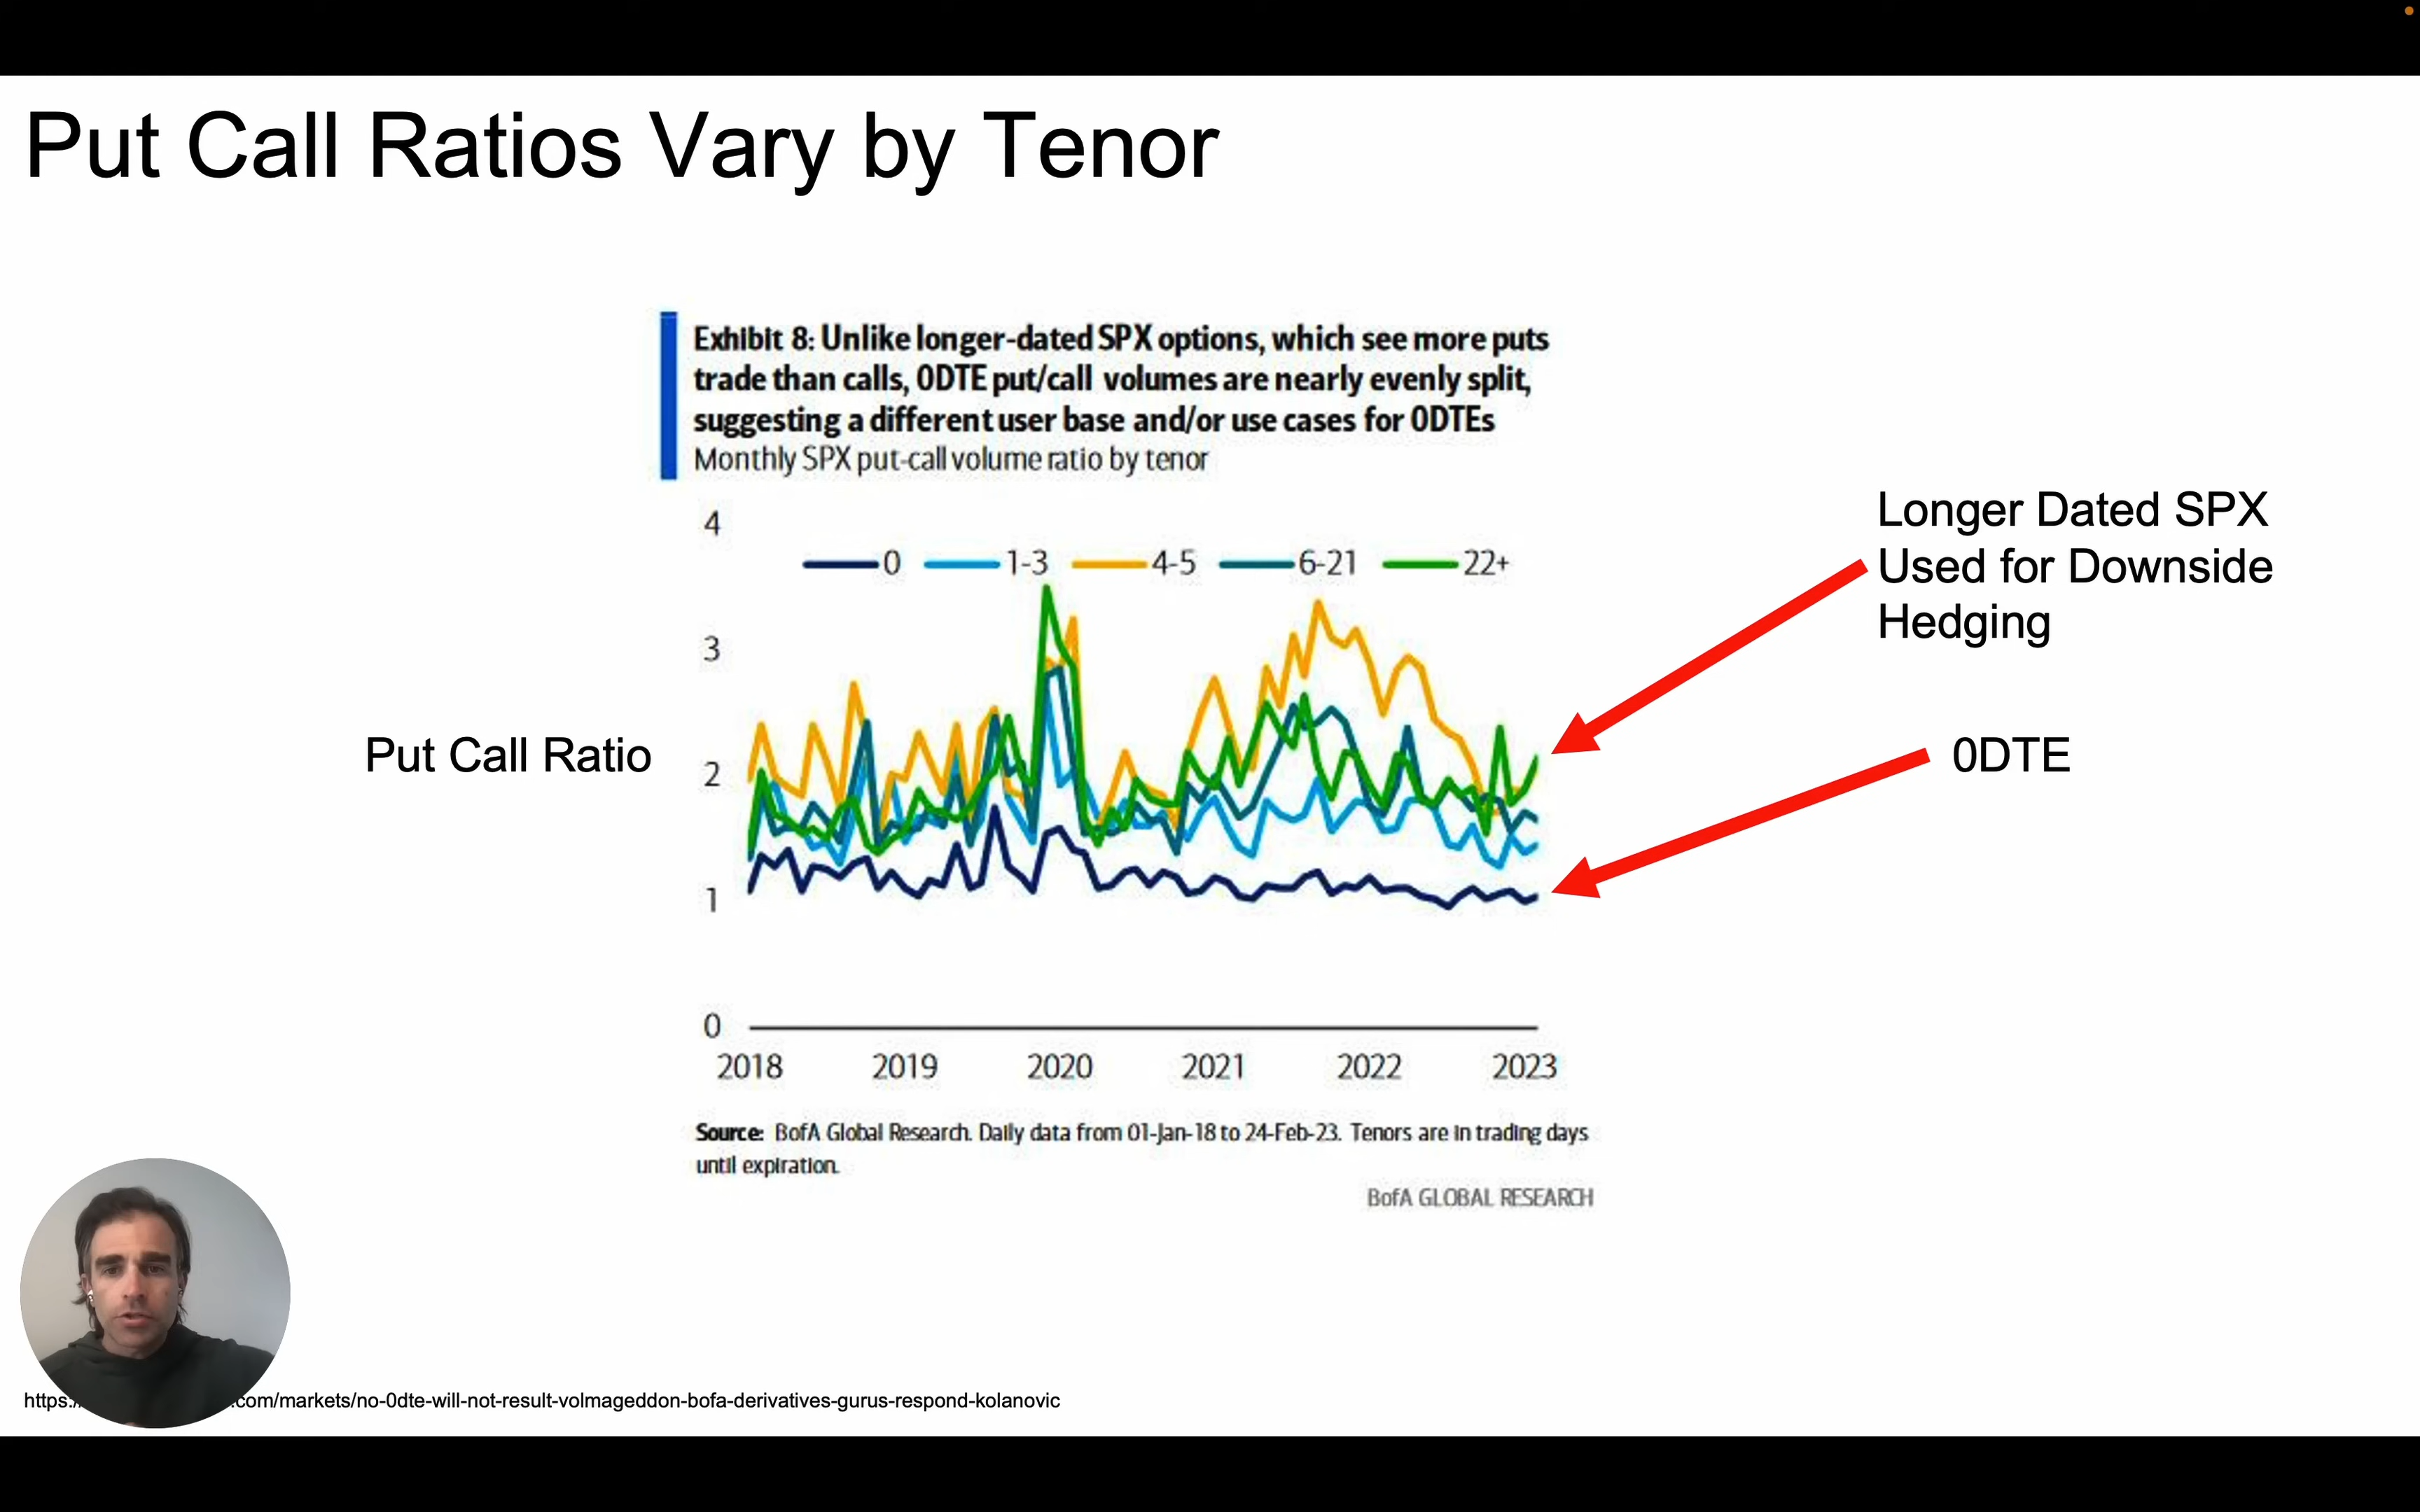 Put Call Ratios Vary by Tenor
Exhibit 8: Unlike longer-dated SPX options, which see more puts
trade than calls, 0DTE put/call volumes are nearly evenly split,
suggesting a different user base and/or use cases for 0DTEs
Monthly SPX put-call volume ratio by tenor
4
0 1-3 4-5 6-21 22+
3
2
1
0
2018 2019 2020 2021 2022 2023
Put Call Ratio
Longer Dated SPX
Used for Downside
Hedging
0DTE
Source: BofA Global Research. Daily data from 01-Jan-18 to 24-Feb-23. Tenors are in trading days
until expiration.
BofA GLOBAL RESEARCH
https:/ .com/markets/no-0dte-will-not-result-volmageddon-bofa-derivatives-gurus-respond-kolanovic